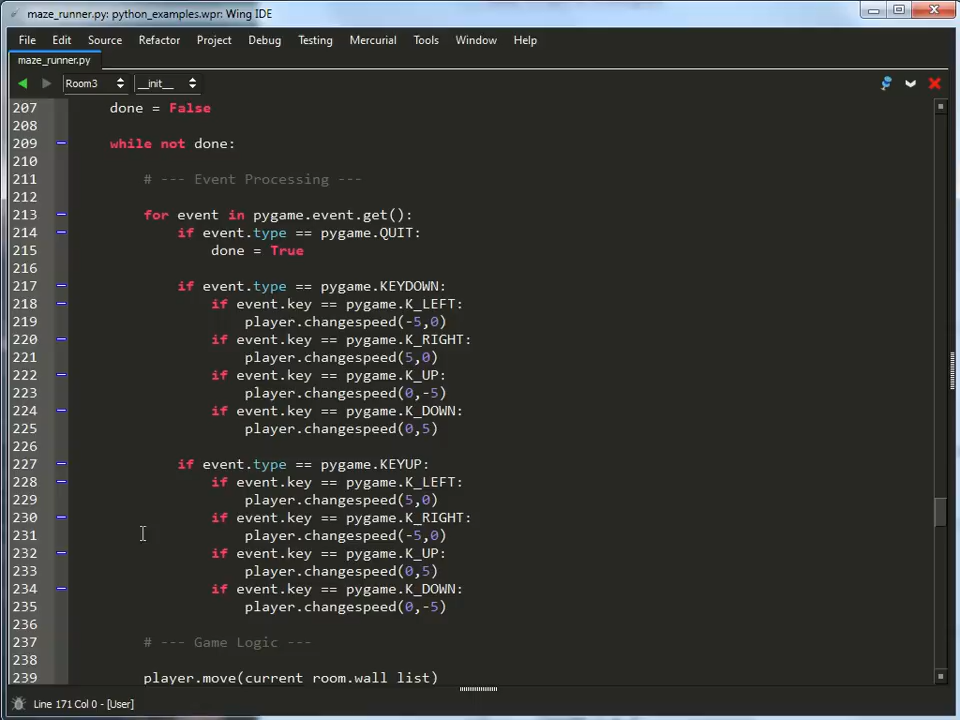 maze_runner.py: python_examples.wpr: Wing IDE
File Edit Source Refactor Project Debug Testing Mercurial Tools Window Help
maze_runner.py
Room3 __init__
207 done = False
208
209 while not done:
210
211 # --- Event Processing ---
212
213 for event in pygame.event.get():
214 if event.type == pygame.QUIT:
215 done = True
216
217 if event.type == pygame.KEYDOWN:
218 if event.key == pygame.K_LEFT:
219 player.changespeed(-5,0)
220 if event.key == pygame.K_RIGHT:
221 player.changespeed(5,0)
222 if event.key == pygame.K_UP:
223 player.changespeed(0,-5)
224 if event.key == pygame.K_DOWN:
225 player.changespeed(0,5)
226
227 if event.type == pygame.KEYUP:
228 if event.key == pygame.K_LEFT:
229 player.changespeed(5,0)
230 if event.key == pygame.K_RIGHT:
231 player.changespeed(-5,0)
232 if event.key == pygame.K_UP:
233 player.changespeed(0,5)
234 if event.key == pygame.K_DOWN:
235 player.changespeed(0,-5)
236
237 # --- Game Logic ---
238
239 player.move(current_room.wall_list)
Line 171 Col 0 - [User]